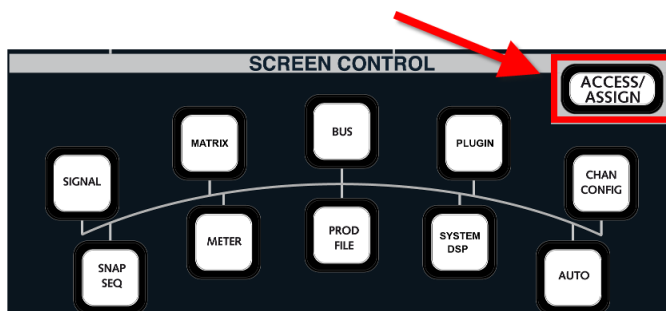 SCREEN CONTROL
ACCESS/
ASSIGN
BUS
MATRIX
PLUGIN
SIGNAL
CHAN
CONFIG
METER
PROD
FILE
SYSTEM
DSP
SNAP
SEQ
AUTO